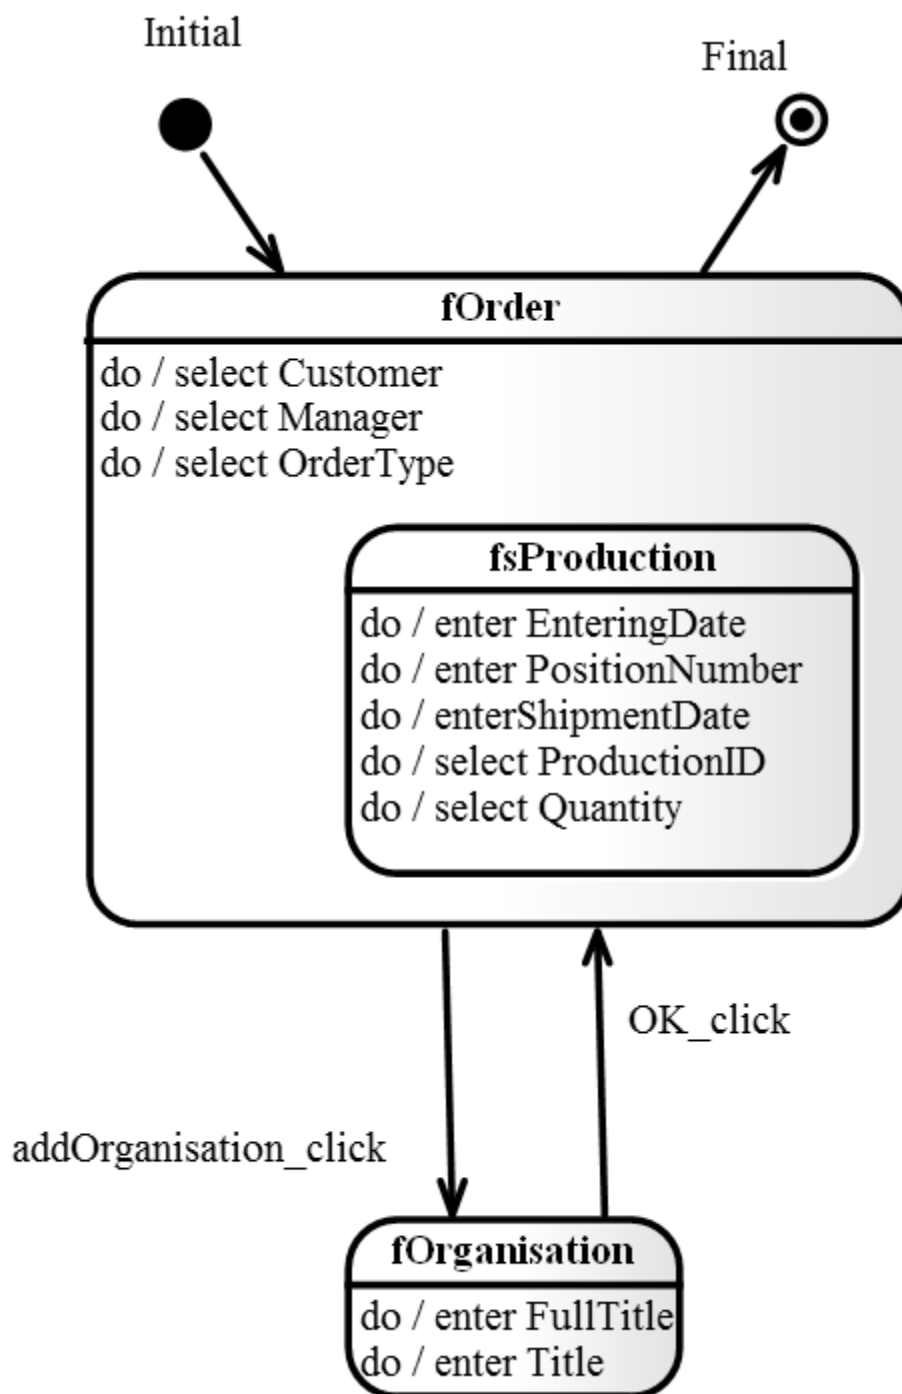 Initial
Final
fOrder
do / select Customer
do / select Manager
do / select OrderType
fsProduction
do / enter EnteringDate
do / enter PositionNumber
do / enterShipmentDate
do / select ProductionID
do / select Quantity
OK_click
addOrganisation_click
fOrganisation
do / enter FullTitle
do / enter Title